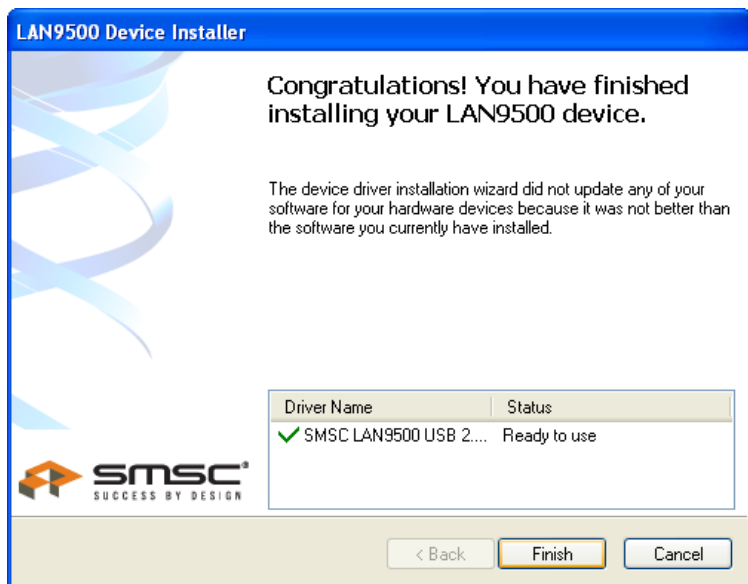 LAN9500 Device Installer
Congratulations! You have finished
installing your LAN9500 device.
The device driver installation wizard did not update any of your
software for your hardware devices because it was not better than
the software you currently have installed.
Driver Name Status
SMSC LAN9500 USB 2.... Ready to use
smsc®
SUCCESS BY DESIGN
< Back Finish Cancel